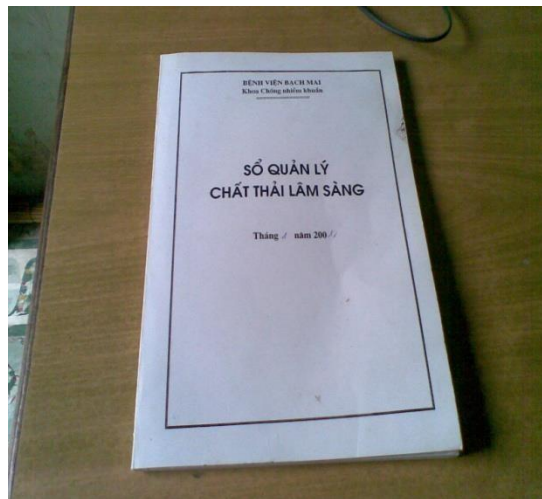 BỆNH VIỆN BẠCH MAI
Khoa Chống nhiễm khuẩn
SỔ QUẢN LÝ
CHẤT THẢI LÂM SÀNG
Tháng năm 200